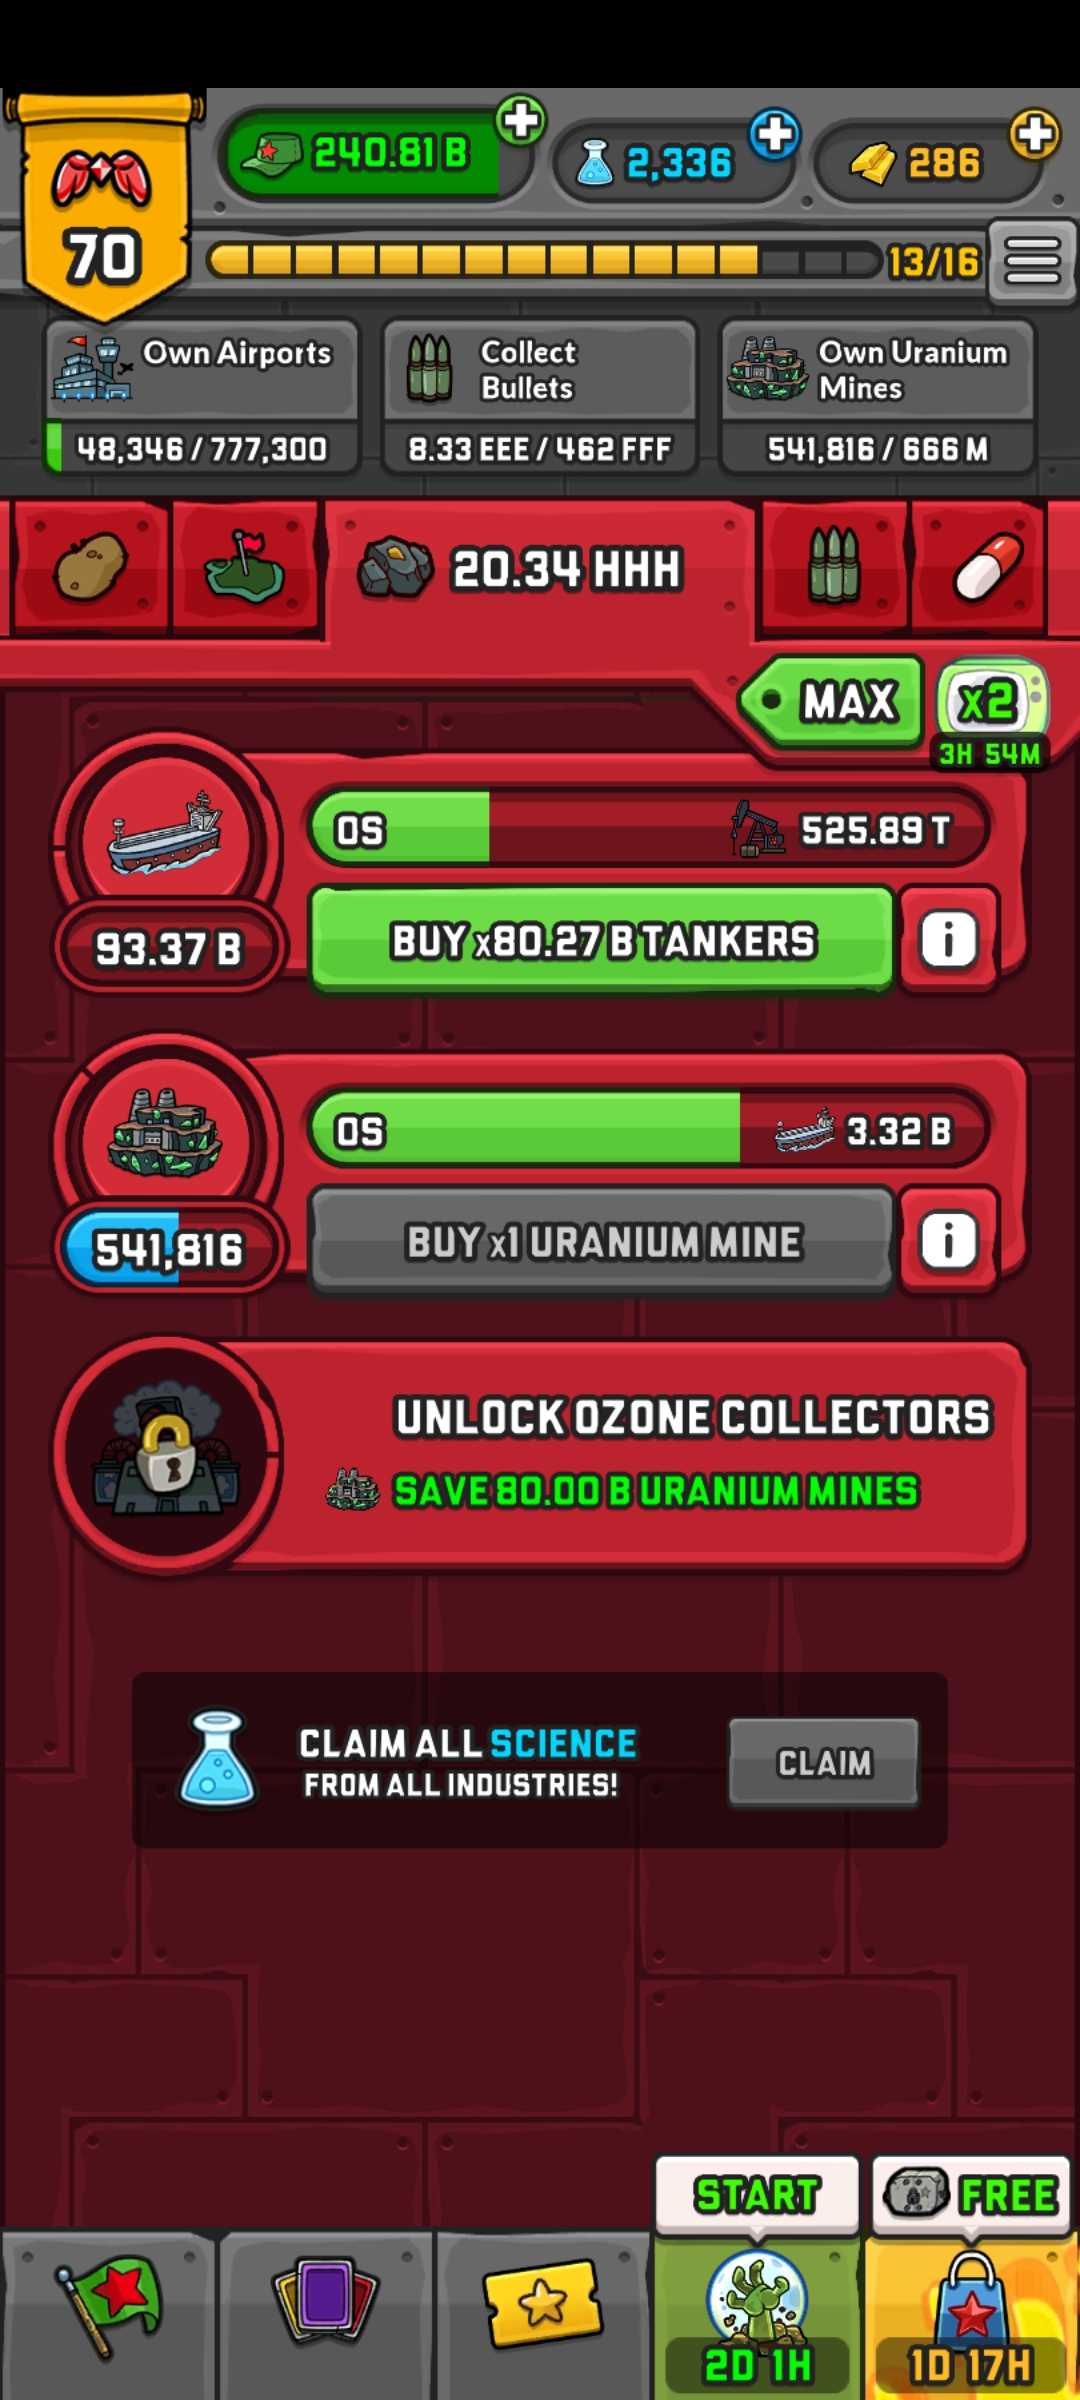 70
240.81 B
2,336
286
13/16
Own Airports
48,346 / 777,300
Collect
Bullets
8.33 EEE / 462 FFF
Own Uranium
Mines
541,816 / 666 M
20.34 HHH
MAX
x2
3H 54M
0S
525.89 T
93.37 B
BUY x80.27 B TANKERS
i
0S
3.32 B
541,816
BUY x1 URANIUM MINE
i
UNLOCK OZONE COLLECTORS
SAVE 80.00 B URANIUM MINES
CLAIM ALL SCIENCE
FROM ALL INDUSTRIES!
CLAIM
START
FREE
2D 1H
1D 17H